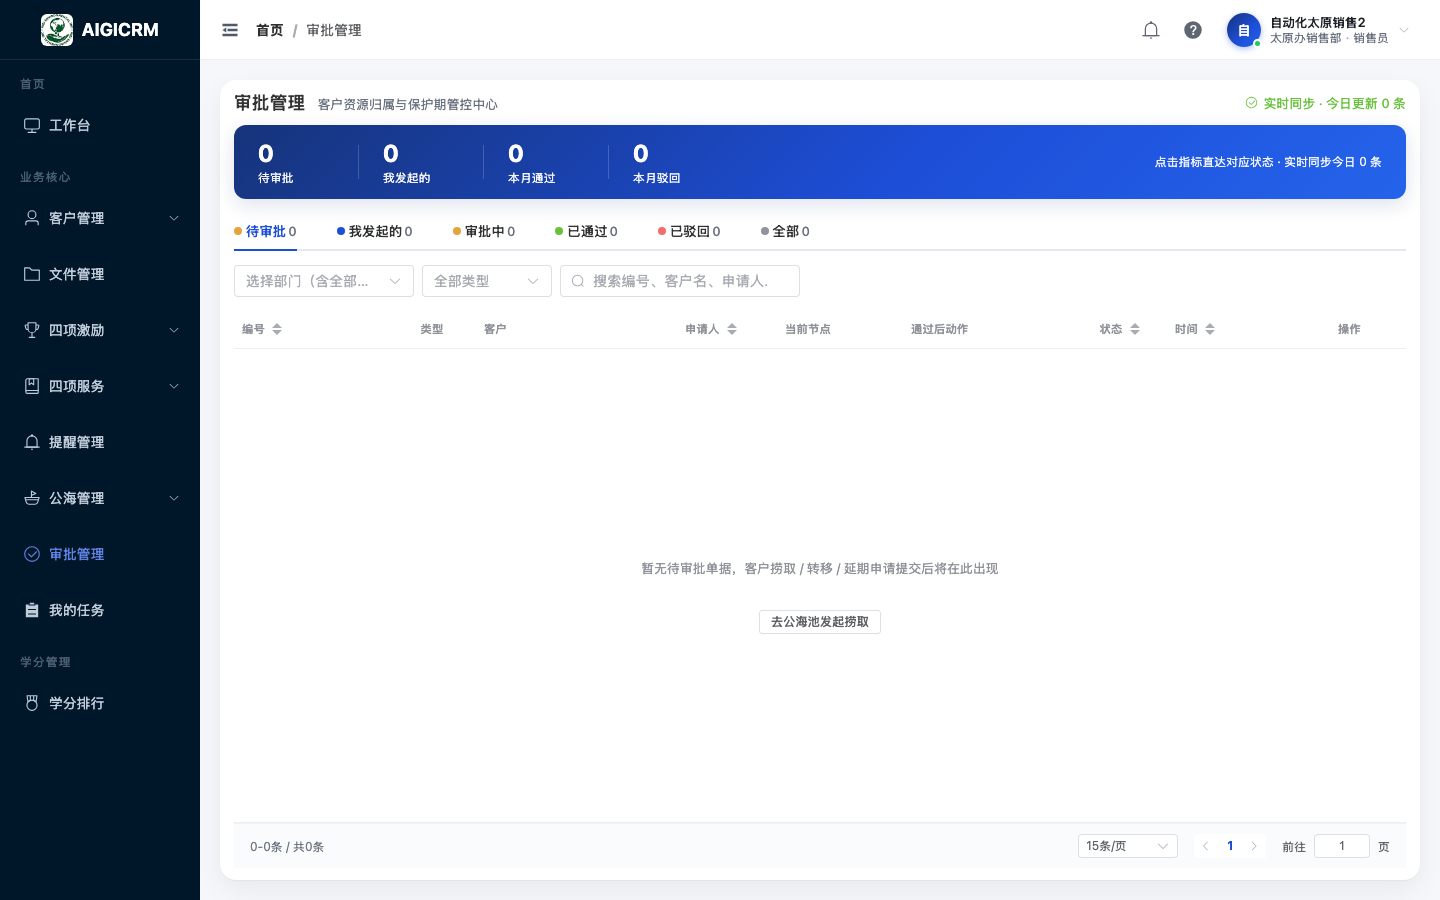 AIGICRM
首页
工作台
业务核心
客户管理
文件管理
四项激励
四项服务
提醒管理
公海管理
审批管理
我的任务
学分管理
学分排行
首页 / 审批管理
自
自动化太原销售2
太原办销售部 · 销售员
审批管理 客户资源归属与保护期管控中心
实时同步 · 今日更新 0 条
0 0 0 0
待审批 我发起的 本月通过 本月驳回
点击指标直达对应状态 · 实时同步今日 0 条
待审批 0 我发起的 0 审批中 0 已通过 0 已驳回 0 全部 0
选择部门（含全部... 全部类型 搜索编号、客户名、申请人.
编号 类型 客户 申请人 当前节点 通过后动作 状态 时间 操作
暂无待审批单据，客户捞取 / 转移 / 延期申请提交后将在此出现
去公海池发起捞取
0-0条 / 共0条
15条/页 1 前往 1 页